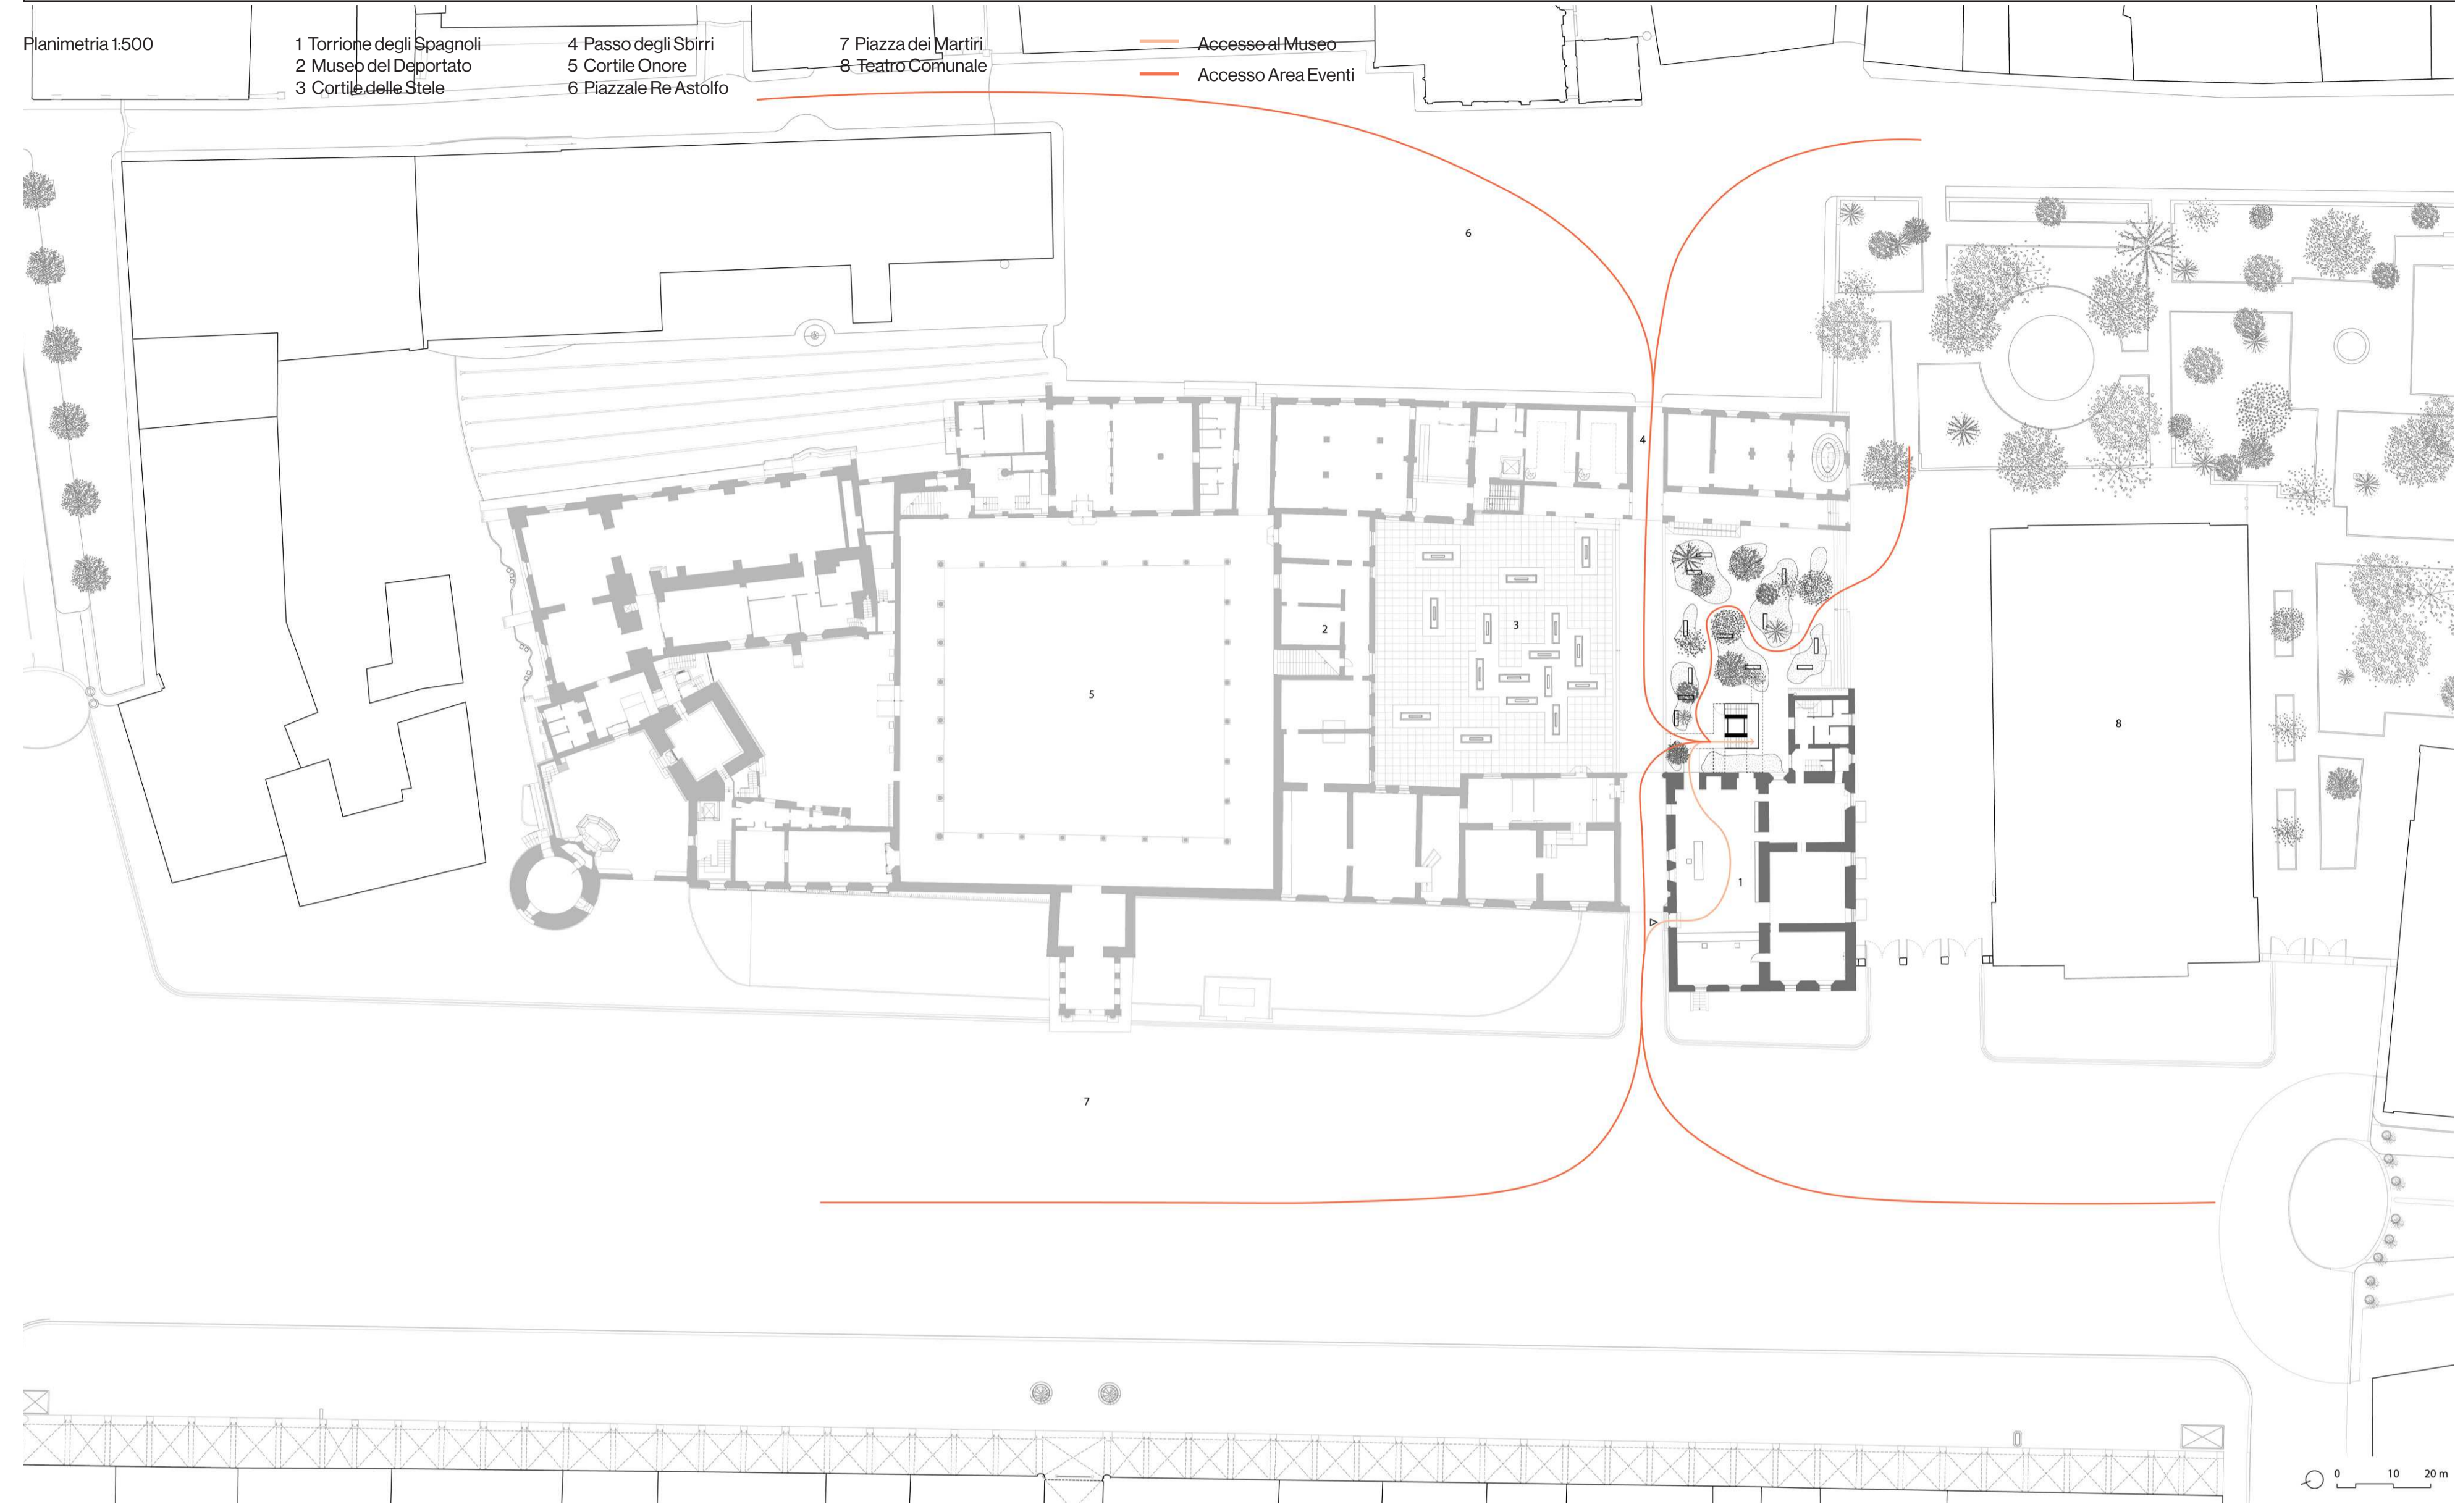 Planimetria 1:500
1 Torrione degli Spagnoli
2 Museo del Deportato
3 Cortile delle Stele
4 Passo degli Sbirri
5 Cortile Onore
6 Piazzale Re Astolfo
7 Piazza dei Martiri
8 Teatro Comunale
Accesso al Museo
Accesso Area Eventi
6
4
2
3
5
8
1
7
0 10 20 m